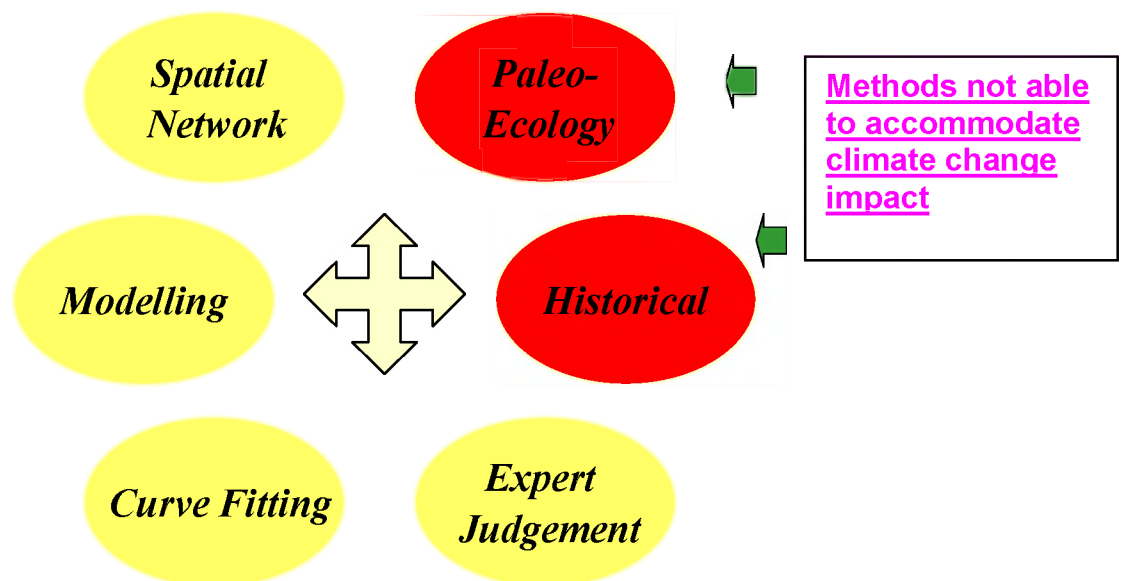 Spatial
Network
Paleo-
Ecology
Methods not able
to accommodate
climate change
impact
Modelling
Historical
Curve Fitting
Expert
Judgement